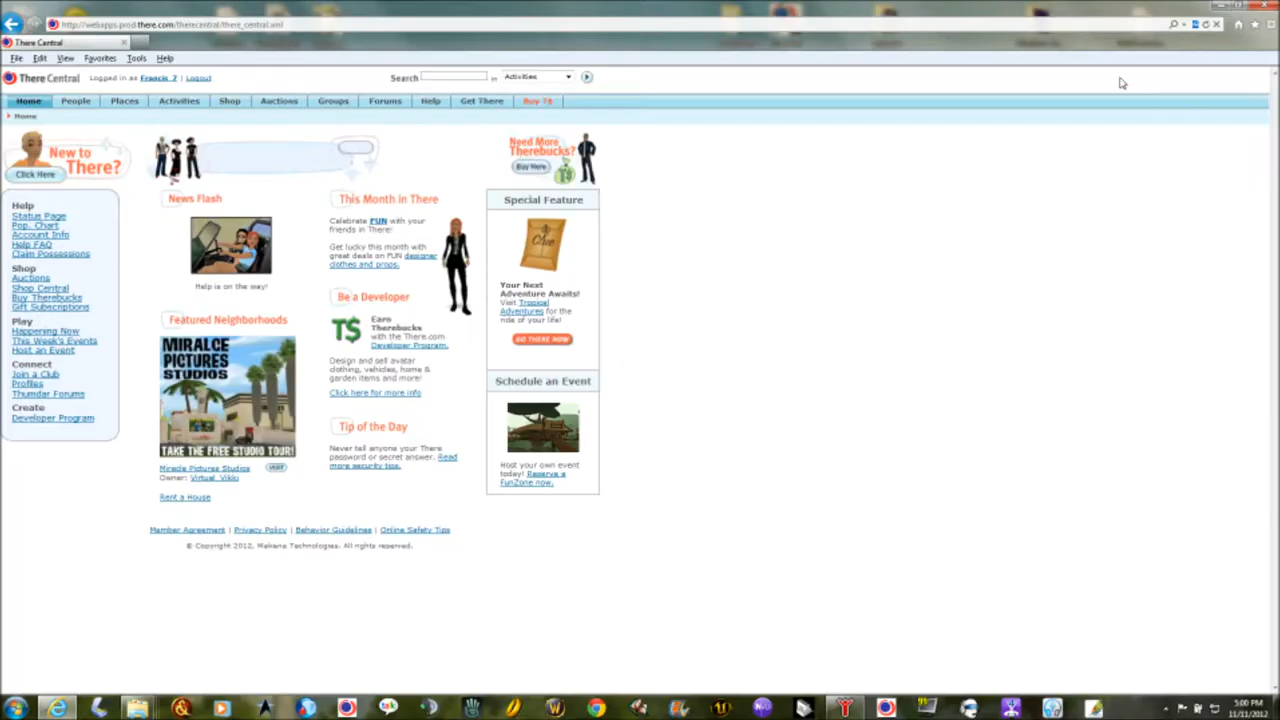 http://webapps.prod.there.com/therecentral/there_central.xml
There Central
File Edit View Favorites Tools Help
There Central Logged in as Francis_7 | Logout Search in Activities
Home People Places Activities Shop Auctions Groups Forums Help Get There Buy T$
Home
New to There?
Click Here
Need More Therebucks?
Buy Here
T$
Help
Status Page
Pop. Chart
Account Info
Help FAQ
Claim Possessions
Shop
Auctions
Shop Central
Buy Therebucks
Gift Subscriptions
Play
Happening Now
This Week's Events
Host an Event
Connect
Join a Club
Profiles
Thumdar Forums
Create
Developer Program
News Flash
Help is on the way!
Featured Neighborhoods
MIRALCE
PICTURES
STUDIOS
TAKE THE FREE STUDIO TOUR!
Miracle Pictures Studios visit
Owner: Virtual_Vikki
Rent a House
This Month in There
Celebrate FUN with your
friends in There!
Get lucky this month with
great deals on FUN designer
clothes and props.
Be a Developer
T$
Earn
Therebucks
with the There.com
Developer Program.
Design and sell avatar
clothing, vehicles, home &
garden items and more!
Click here for more info
Tip of the Day
Never tell anyone your There
password or secret answer. Read
more security tips.
Special Feature
Clue
Your Next
Adventure Awaits!
Visit Tropical
Adventures for the
ride of your life!
GO THERE NOW
Schedule an Event
Host your own event
today! Reserve a
FunZone now.
Member Agreement | Privacy Policy | Behavior Guidelines | Online Safety Tips
© Copyright 2012, Makena Technologies. All rights reserved.
talk
5:00 PM
11/11/2012